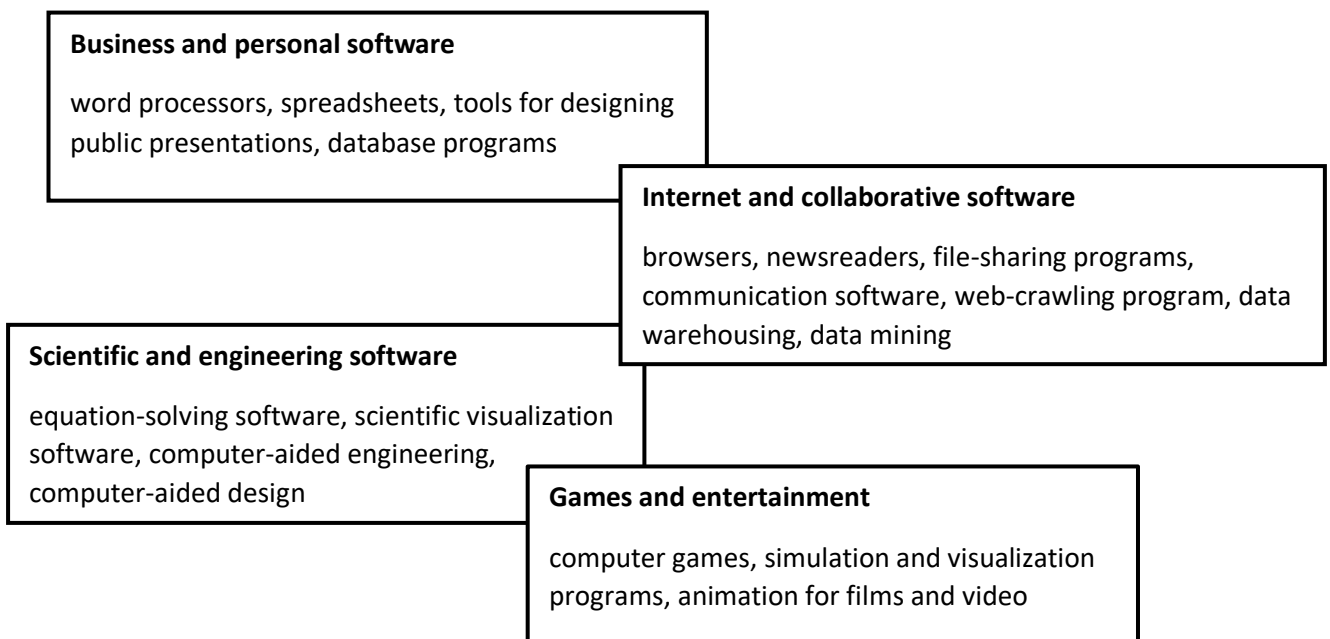 Business and personal software
word processors, spreadsheets, tools for designing
public presentations, database programs
Internet and collaborative software
browsers, newsreaders, file-sharing programs,
communication software, web-crawling program, data
warehousing, data mining
Scientific and engineering software
equation-solving software, scientific visualization
software, computer-aided engineering,
computer-aided design
Games and entertainment
computer games, simulation and visualization
programs, animation for films and video